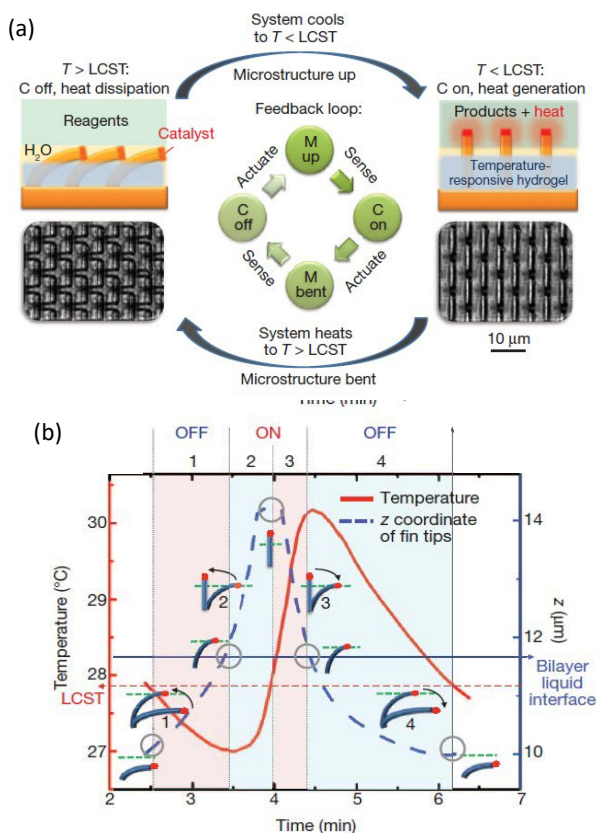 (a)
System cools
to T < LCST
Microstructure up
T > LCST:
C off, heat dissipation
Reagents
H₂O
Catalyst
Feedback loop:
M
up
Sense
C
on
Actuate
M
bent
Sense
C
off
Actuate
T < LCST:
C on, heat generation
Products + heat
Temperature-
responsive hydrogel
10 μm
System heats
to T > LCST
Microstructure bent
(b)
OFF
ON
OFF
1
2
3
4
Temperature
z coordinate
of fin tips
Temperature (°C)
30
29
28
27
LCST
1
2
3
4
z (μm)
14
12
10
Bilayer
liquid
interface
2
3
4
5
6
7
Time (min)